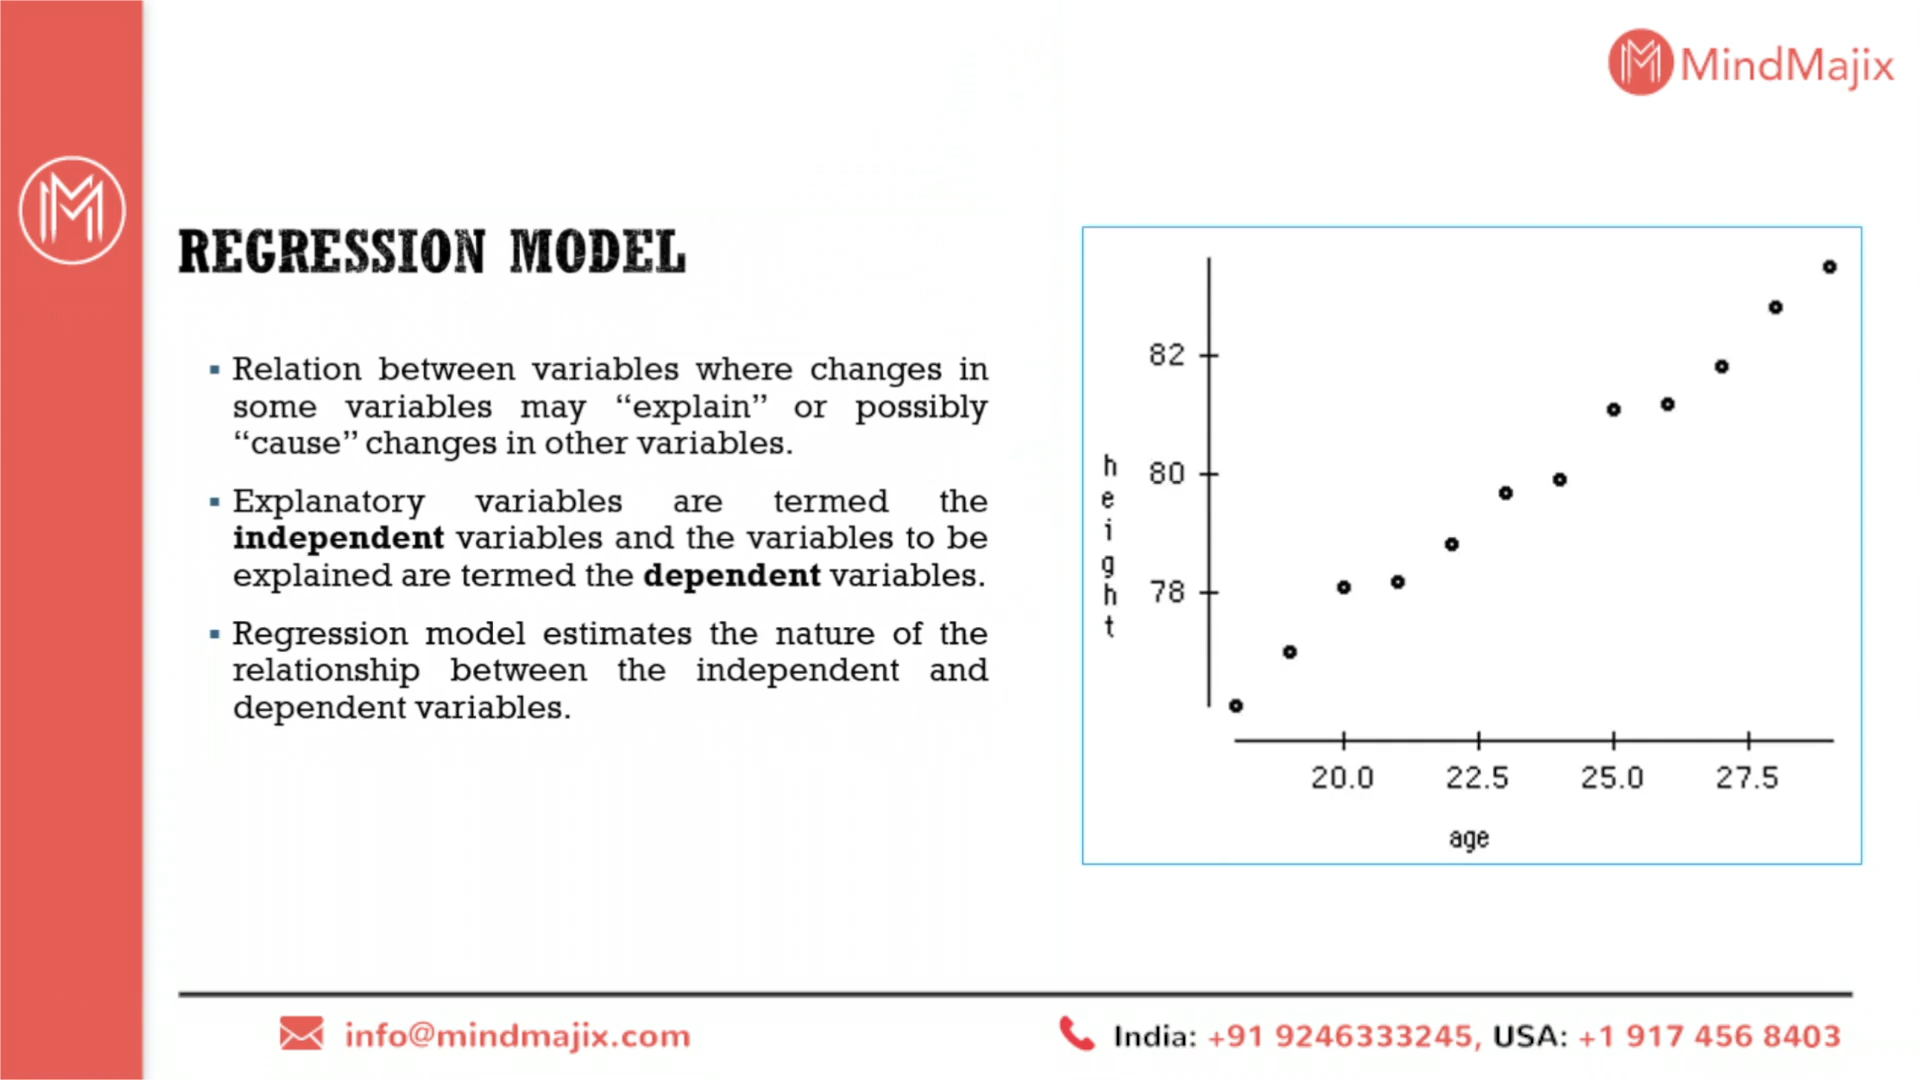 MindMajix
REGRESSION MODEL
Relation between variables where changes in
some variables may “explain” or possibly
“cause” changes in other variables.
Explanatory variables are termed the
independent variables and the variables to be
explained are termed the dependent variables.
Regression model estimates the nature of the
relationship between the independent and
dependent variables.
height
82
80
78
20.0 22.5 25.0 27.5
age
info@mindmajix.com
India: +91 9246333245, USA: +1 917 456 8403